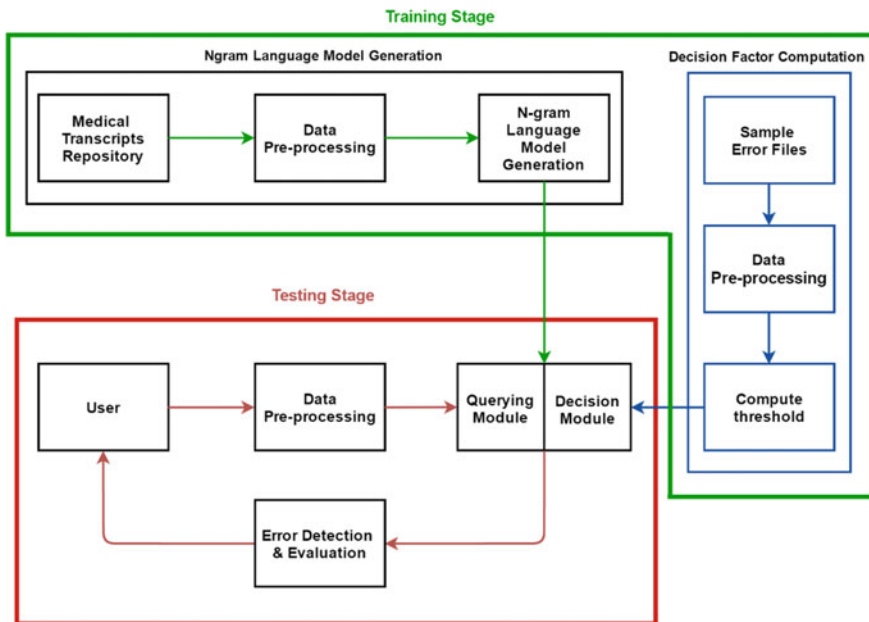 Training Stage
Ngram Language Model Generation
Decision Factor Computation
Medical
Transcripts
Repository
Data
Pre-processing
N-gram
Language
Model
Generation
Sample
Error Files
Data
Pre-processing
Compute
threshold
Testing Stage
User
Data
Pre-processing
Querying
Module
Decision
Module
Error Detection
& Evaluation